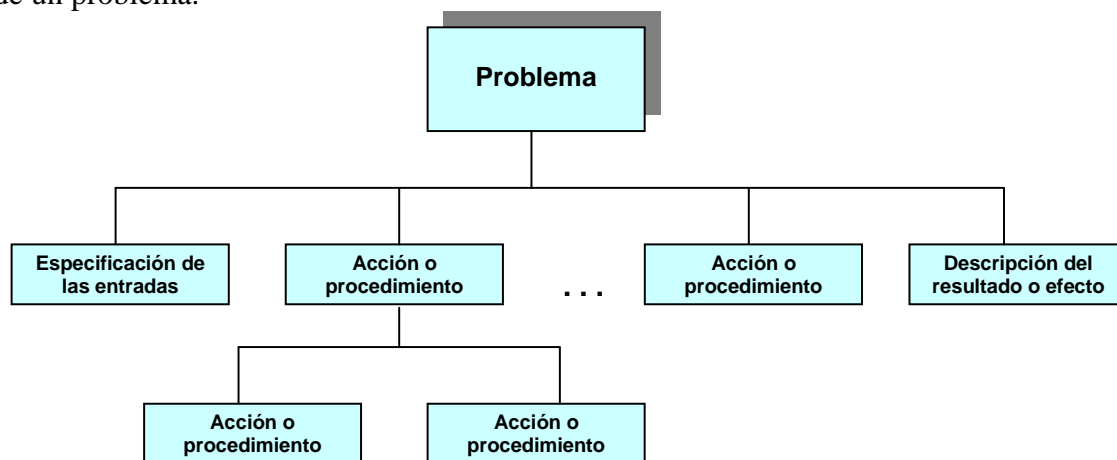 de un problema.
Problema
Especificación de
las entradas
Acción o
procedimiento
. . .
Acción o
procedimiento
Descripción del
resultado o efecto
Acción o
procedimiento
Acción o
procedimiento